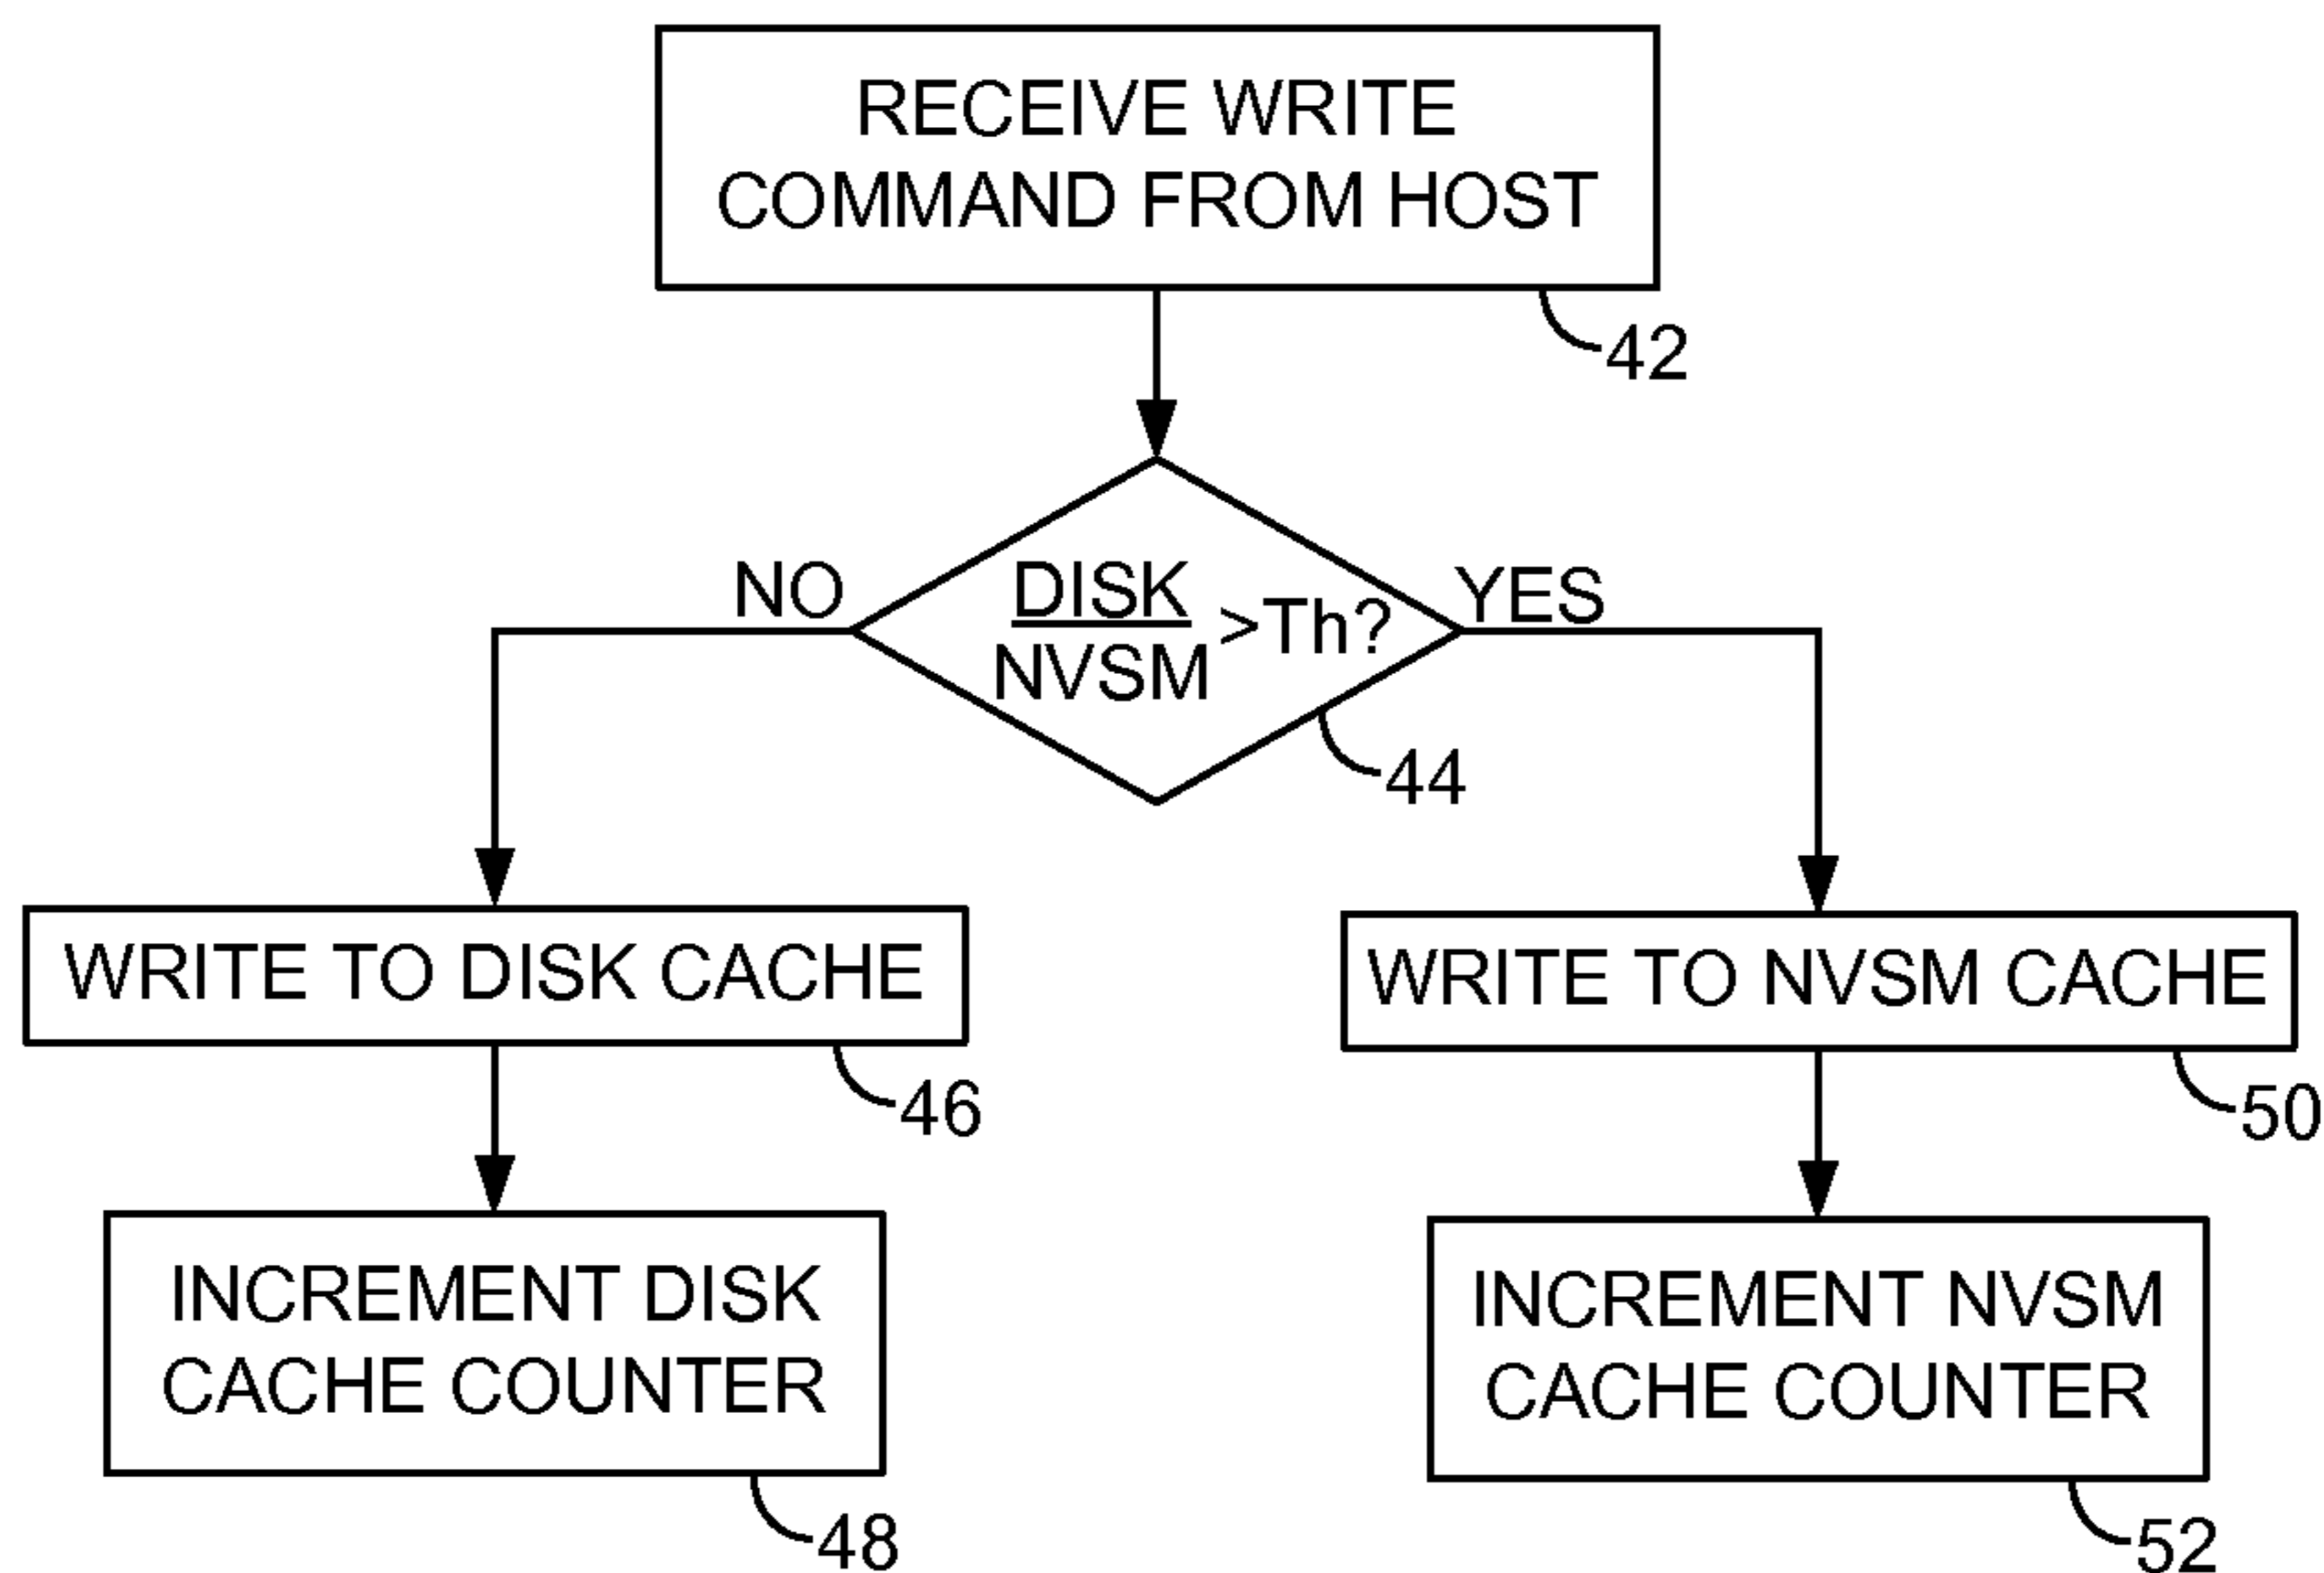 RECEIVE WRITE
COMMAND FROM HOST
42
NO
DISK
NVSM
>Th?
YES
44
WRITE TO DISK CACHE
46
WRITE TO NVSM CACHE
50
INCREMENT DISK
CACHE COUNTER
48
INCREMENT NVSM
CACHE COUNTER
52